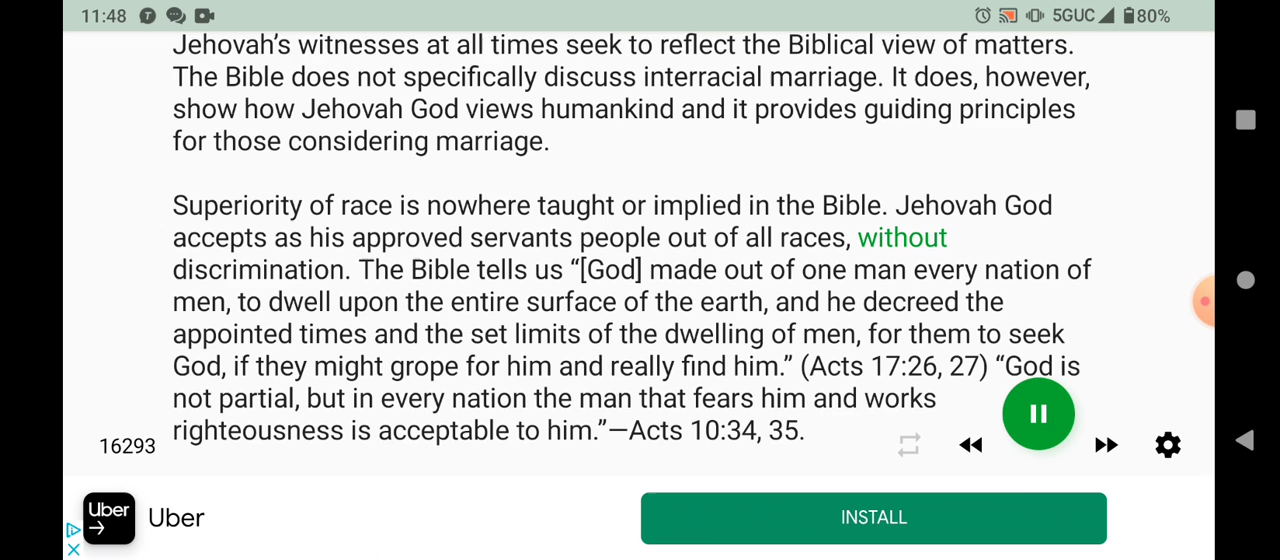 11:48 5GUC 80%
Jehovah's witnesses at all times seek to reflect the Biblical view of matters.
The Bible does not specifically discuss interracial marriage. It does, however,
show how Jehovah God views humankind and it provides guiding principles
for those considering marriage.
Superiority of race is nowhere taught or implied in the Bible. Jehovah God
accepts as his approved servants people out of all races, without
discrimination. The Bible tells us “[God] made out of one man every nation of
men, to dwell upon the entire surface of the earth, and he decreed the
appointed times and the set limits of the dwelling of men, for them to seek
God, if they might grope for him and really find him.” (Acts 17:26, 27) “God is
not partial, but in every nation the man that fears him and works
righteousness is acceptable to him.”—Acts 10:34, 35.
16293
Uber
Uber
INSTALL